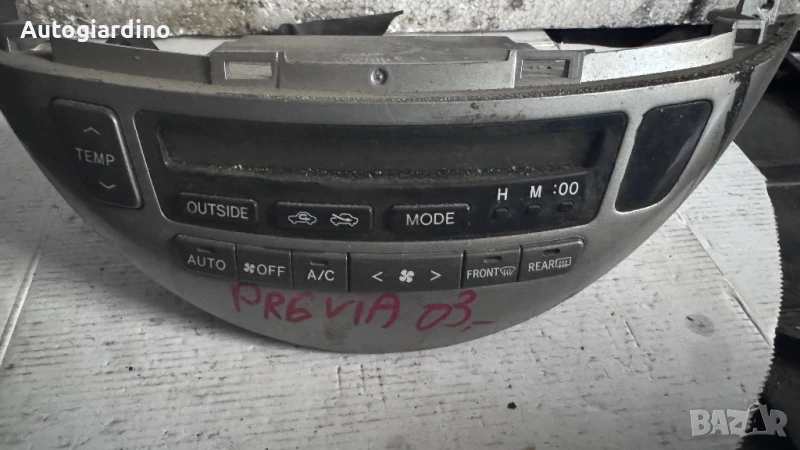 Autogiardino
TEMP
H M :00
OUTSIDE MODE
AUTO OFF A/C < > FRONT REAR
PREVIA 03,-
BAZAR